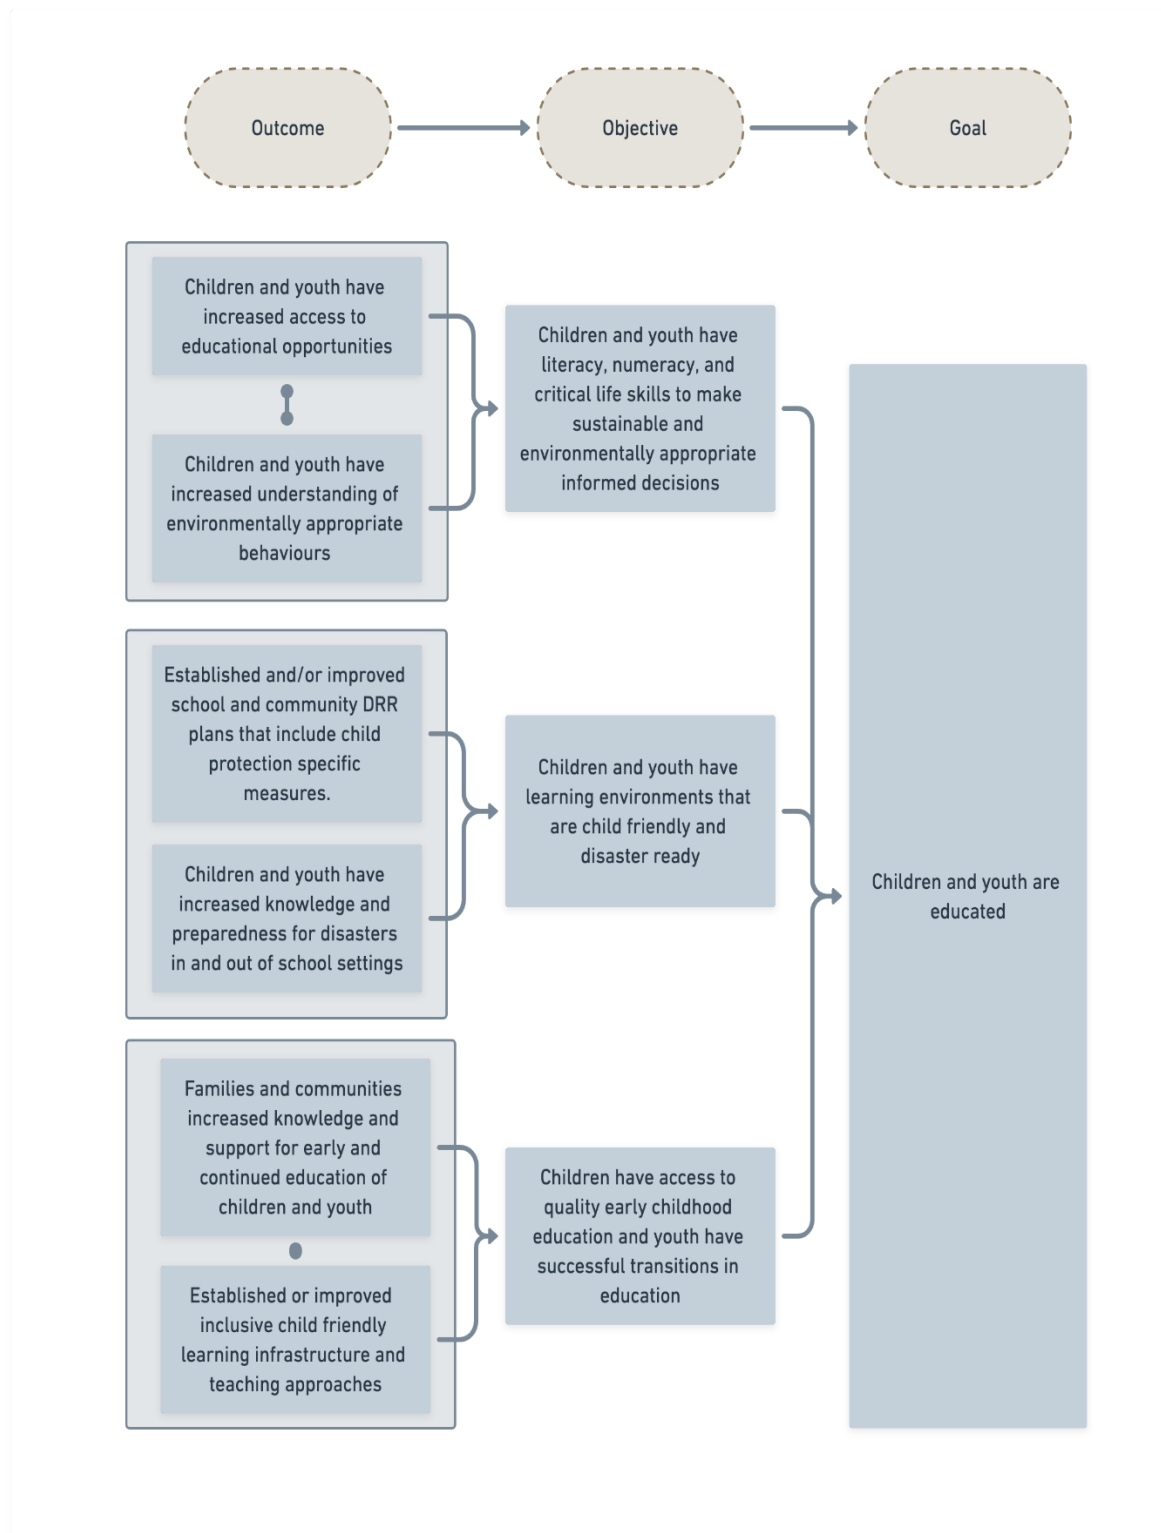 Outcome
Objective
Goal
Children and youth have
increased access to
educational opportunities
Children and youth have
increased understanding of
environmentally appropriate
behaviours
Children and youth have
literacy, numeracy, and
critical life skills to make
sustainable and
environmentally appropriate
informed decisions
Established and/or improved
school and community DRR
plans that include child
protection specific
measures.
Children and youth have
increased knowledge and
preparedness for disasters
in and out of school settings
Children and youth have
learning environments that
are child friendly and
disaster ready
Families and communities
increased knowledge and
support for early and
continued education of
children and youth
Established or improved
inclusive child friendly
learning infrastructure and
teaching approaches
Children have access to
quality early childhood
education and youth have
successful transitions in
education
Children and youth are
educated